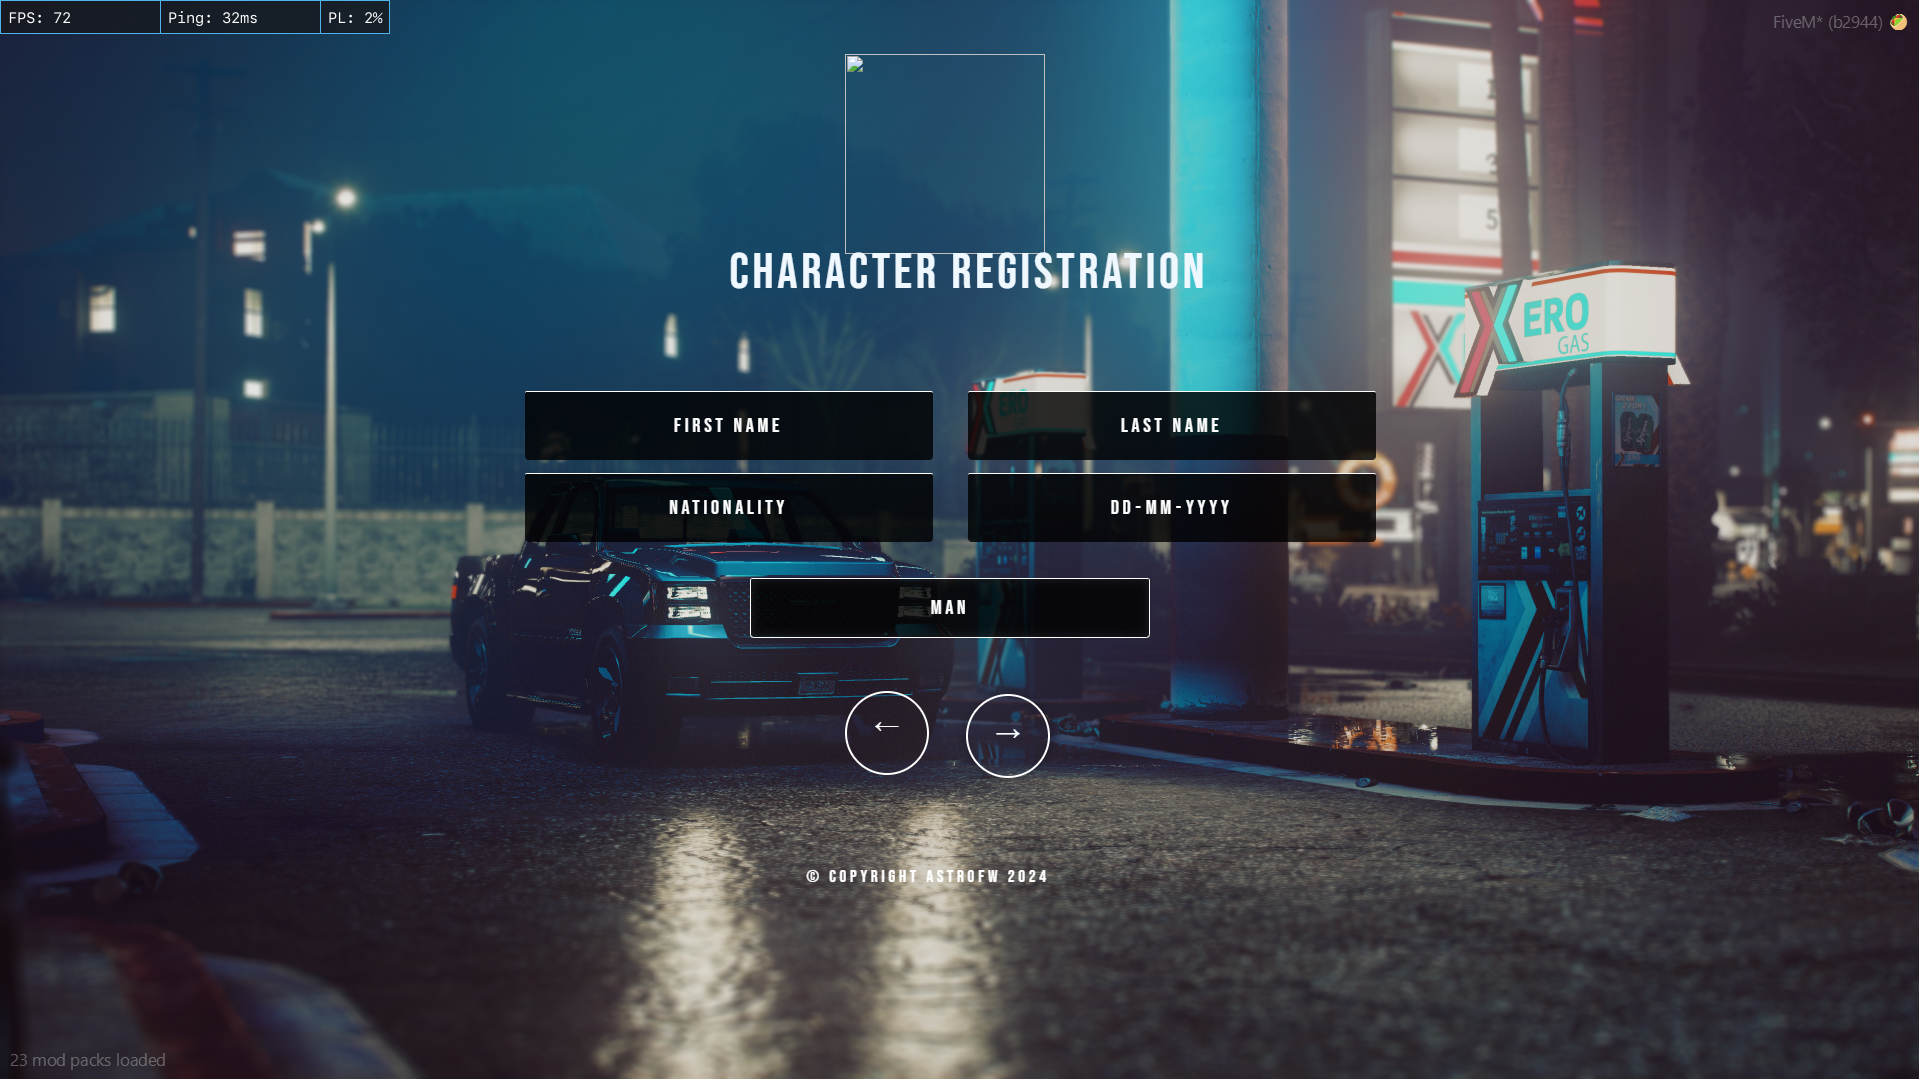 FPS: 72
Ping: 32ms
PL: 2%
FiveM* (b2944)
CHARACTER REGISTRATION
XERO
GAS
ERO
FIRST NAME
LAST NAME
NATIONALITY
DD-MM-YYYY
MAN
← →
© COPYRIGHT ASTROFW 2024
23 mod packs loaded